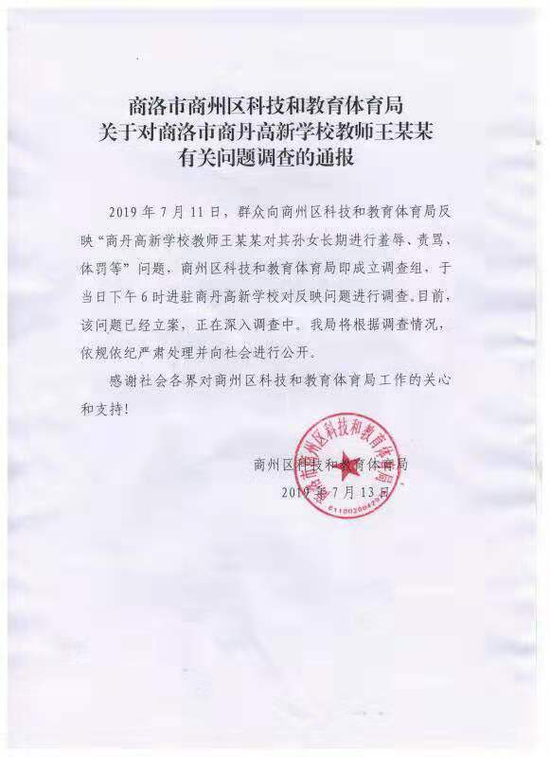 商洛市商州区科技和教育体育局
关于对商洛市商丹高新学校教师王某某
有关问题调查的通报
2019年7月11日，群众向商州区科技和教育体育局反
映“商丹高新学校教师王某某对其孙女长期进行羞辱、责骂、
体罚等”问题，商州区科技和教育体育局即成立调查组，于
当日下午6时进驻商丹高新学校对反映问题进行调查。目前，
该问题已经立案，正在深入调查中。我局将根据调查情况，
依规依纪严肃处理并向社会进行公开。
感谢社会各界对商州区科技和教育体育局工作的关心
和支持！
商州区科技和教育体育局
2019年7月13日
商洛市商州区科技和教育体育局